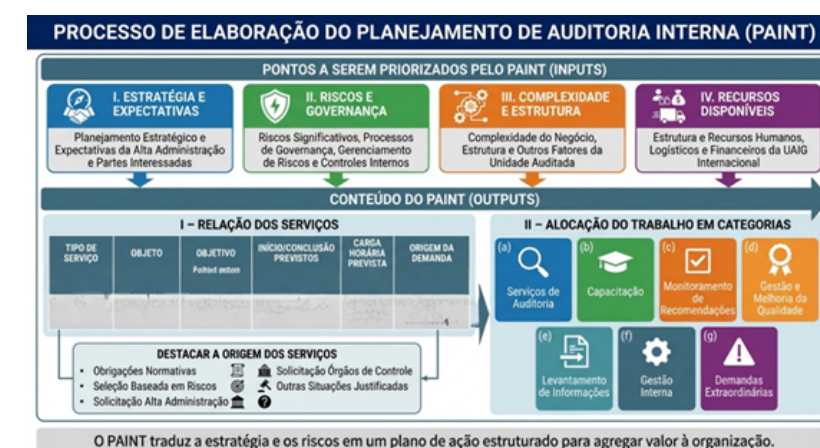 PROCESSO DE ELABORAÇÃO DO PLANEJAMENTO DE AUDITORIA INTERNA (PAINT)
PONTOS A SEREM PRIORIZADOS PELO PAINT (INPUTS)
I. ESTRATÉGIA E
EXPECTATIVAS
Planejamento Estratégico e
Expectativas da Alta Administração
e Partes Interessadas
II. RISCOS E
GOVERNANÇA
Riscos Significativos, Processos
de Governança, Gerenciamento
de Riscos e Controles Internos
III. COMPLEXIDADE
E ESTRUTURA
Complexidade do Negócio,
Estrutura e Outros Fatores da
Unidade Auditada
IV. RECURSOS
DISPONÍVEIS
Estrutura e Recursos Humanos,
Logísticos e Financeiros da UAIG
Internacional
CONTEÚDO DO PAINT (OUTPUTS)
I – RELAÇÃO DOS SERVIÇOS
TIPO DE
SERVIÇO
OBJETO
OBJETIVO
INÍCIO/CONCLUSÃO
PREVISTOS
CARGA
HORÁRIA
PREVISTA
ORIGEM DA
DEMANDA
DESTACAR A ORIGEM DOS SERVIÇOS
• Obrigações Normativas
• Seleção Baseada em Riscos
• Solicitação Alta Administração
Solicitação Órgãos de Controle
Outras Situações Justificadas
?
II – ALOCAÇÃO DO TRABALHO EM CATEGORIAS
(a)
Serviços de
Auditoria
(b)
Capacitação
(c)
Monitoramento
de
Recomendações
(d)
Gestão e
Melhoria da
Qualidade
(e)
Levantamento
de Informações
(f)
Gestão
Interna
(g)
Demandas
Extraordinárias
O PAINT traduz a estratégia e os riscos em um plano de ação estruturado para agregar valor à organização.